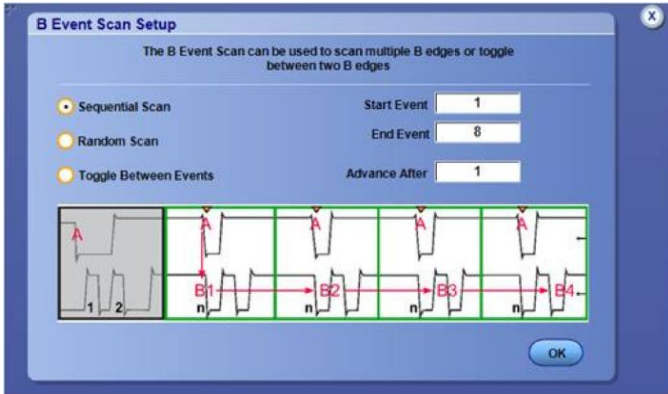 B Event Scan Setup
X
The B Event Scan can be used to scan multiple B edges or toggle
between two B edges
Sequential Scan
Start Event 1
Random Scan
End Event 8
Toggle Between Events
Advance After 1
A A A A A
1 2 B1 B2 B3 B4
n n n n
OK